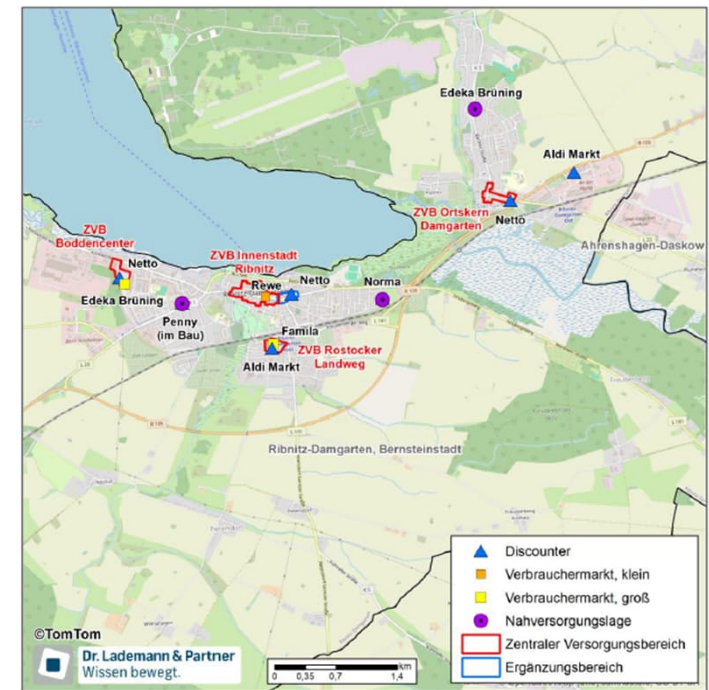 Edeka Brüning
Aldi Markt
ZVB Ortskern
Damgarten
Netto
Ahrenshagen-Daskow
ZVB
Boddencenter
Netto
Edeka Brüning
Penny
(im Bau)
ZVB Innenstadt
Ribnitz
Rewe
Netto
Norma
Famila
ZVB Rostocker
Landweg
Aldi Markt
Ribnitz-Damgarten, Bernsteinstadt
Discounter
Verbrauchermarkt, klein
Verbrauchermarkt, groß
Nahversorgungslage
Zentraler Versorgungsbereich
Ergänzungsbereich
©TomTom
Dr. Lademann & Partner
Wissen bewegt.
km
0 0,35 0,7 1,4